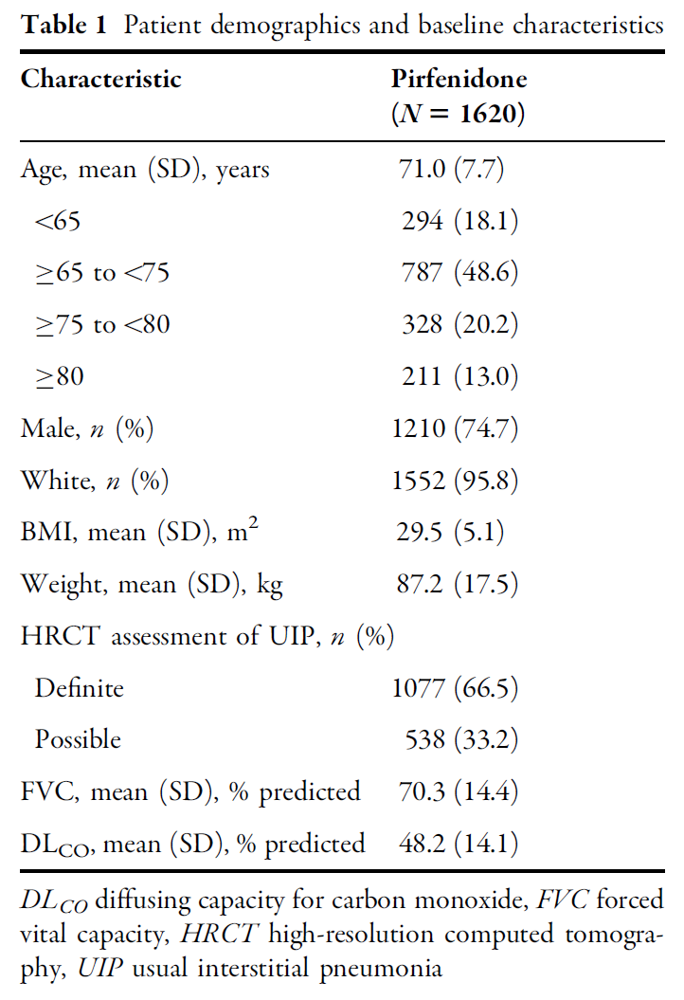 Table 1 Patient demographics and baseline characteristics
Characteristic Pirfenidone
(N = 1620)
Age, mean (SD), years 71.0 (7.7)
<65 294 (18.1)
≥65 to <75 787 (48.6)
≥75 to <80 328 (20.2)
≥80 211 (13.0)
Male, n (%) 1210 (74.7)
White, n (%) 1552 (95.8)
BMI, mean (SD), m² 29.5 (5.1)
Weight, mean (SD), kg 87.2 (17.5)
HRCT assessment of UIP, n (%)
Definite 1077 (66.5)
Possible 538 (33.2)
FVC, mean (SD), % predicted 70.3 (14.4)
DLCO, mean (SD), % predicted 48.2 (14.1)
DLCO diffusing capacity for carbon monoxide, FVC forced
vital capacity, HRCT high-resolution computed tomogra-
phy, UIP usual interstitial pneumonia